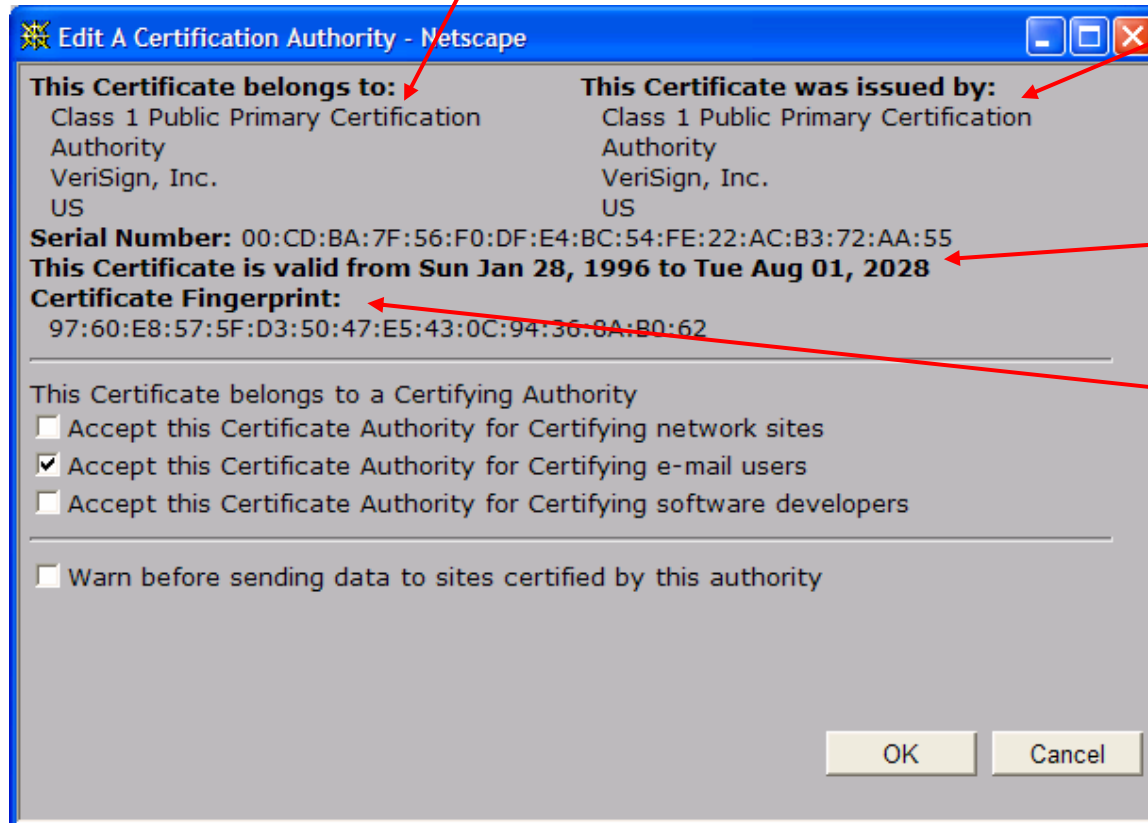 Edit A Certification Authority - Netscape
This Certificate belongs to:
Class 1 Public Primary Certification
Authority
VeriSign, Inc.
US
This Certificate was issued by:
Class 1 Public Primary Certification
Authority
VeriSign, Inc.
US
Serial Number: 00:CD:BA:7F:56:F0:DF:E4:BC:54:FE:22:AC:B3:72:AA:55
This Certificate is valid from Sun Jan 28, 1996 to Tue Aug 01, 2028
Certificate Fingerprint:
97:60:E8:57:5F:D3:50:47:E5:43:0C:94:36:8A:B0:62
This Certificate belongs to a Certifying Authority
Accept this Certificate Authority for Certifying network sites
Accept this Certificate Authority for Certifying e-mail users
Accept this Certificate Authority for Certifying software developers
Warn before sending data to sites certified by this authority
OK Cancel